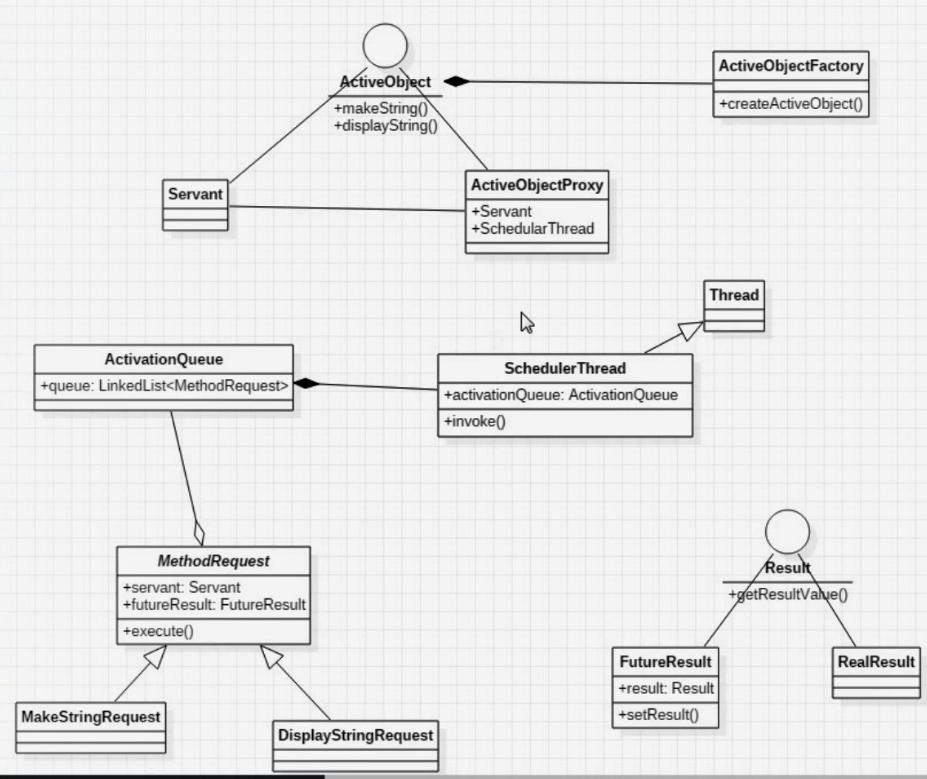 ActiveObject
+makeString()
+displayString()
ActiveObjectFactory
+createActiveObject()
Servant
ActiveObjectProxy
+Servant
+SchedularThread
Thread
ActivationQueue
+queue: LinkedList<MethodRequest>
SchedulerThread
+activationQueue: ActivationQueue
+invoke()
MethodRequest
+servant: Servant
+futureResult: FutureResult
+execute()
MakeStringRequest
DisplayStringRequest
Result
+getResultValue()
FutureResult
+result: Result
+setResult()
RealResult